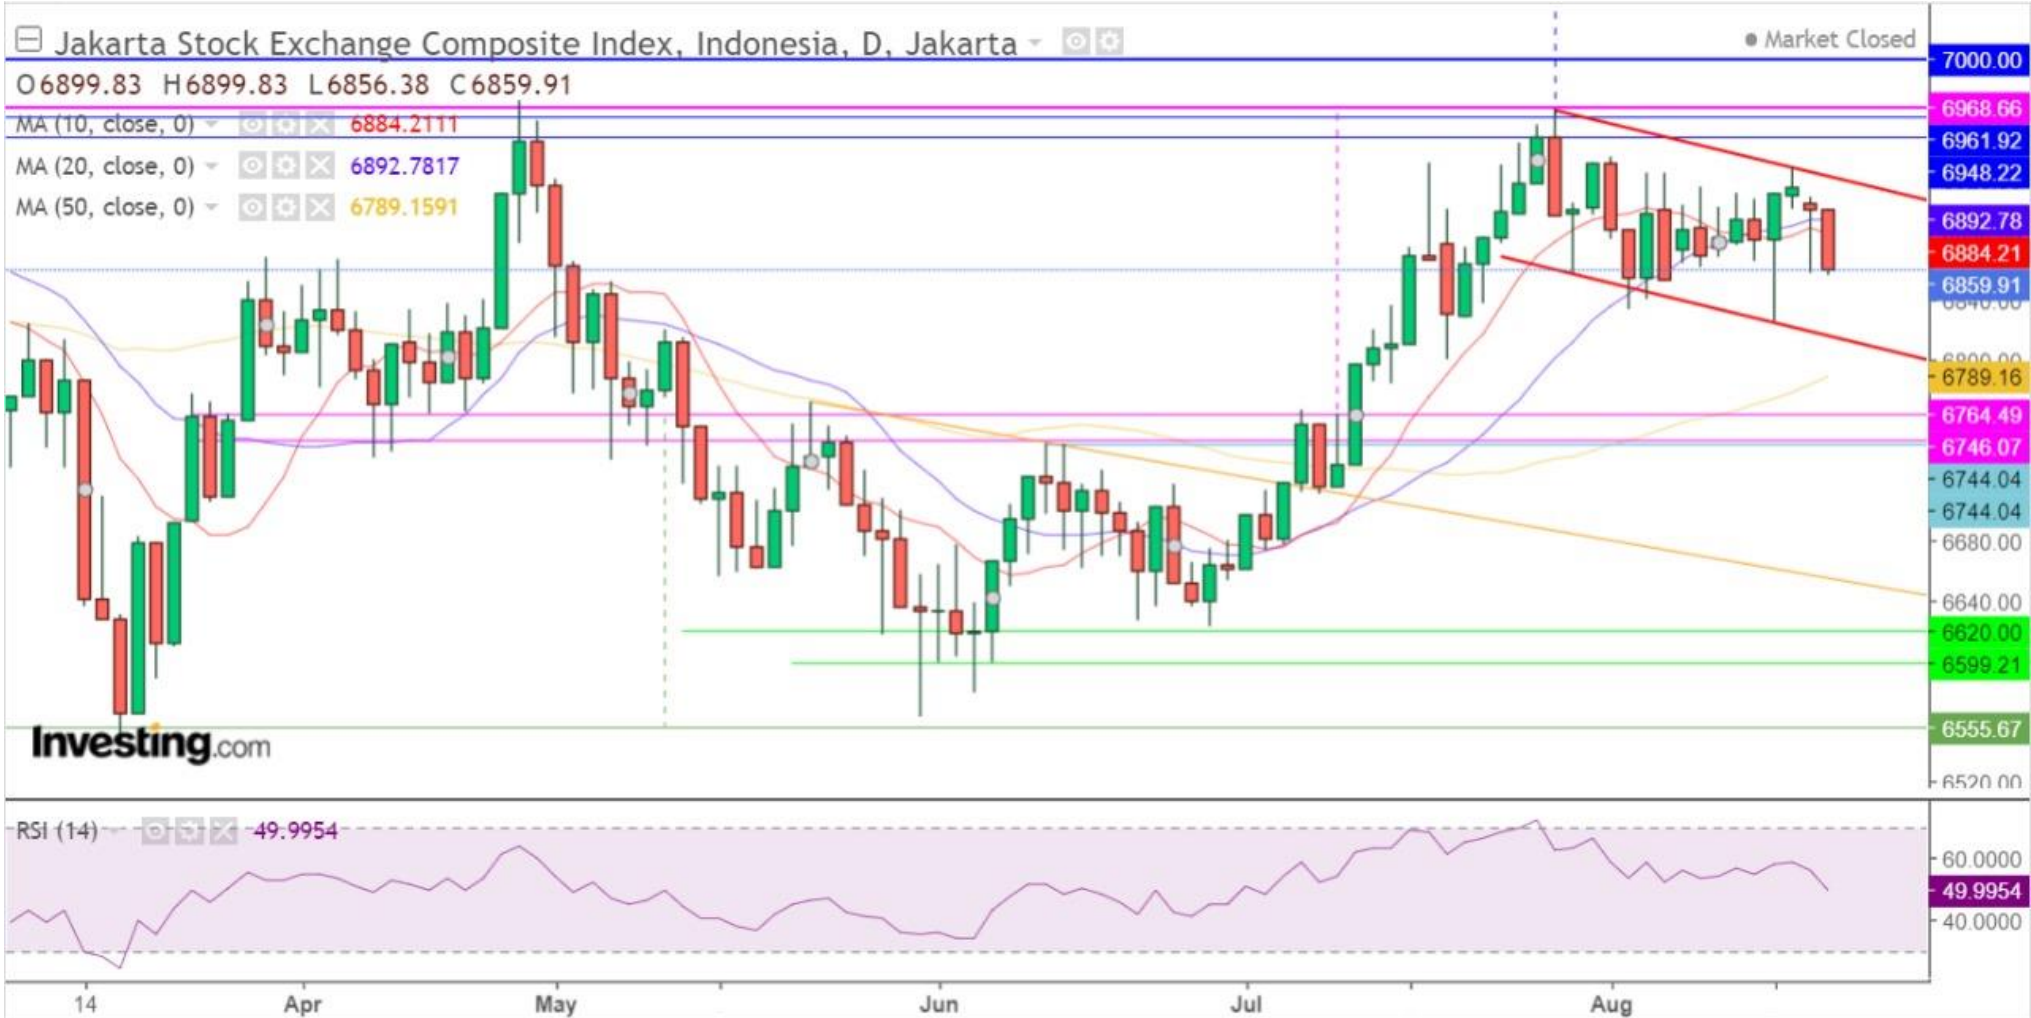 Jakarta Stock Exchange Composite Index, Indonesia, D, Jakarta
Market Closed
O6899.83 H6899.83 L6856.38 C6859.91
MA (10, close, 0) 6884.2111
MA (20, close, 0) 6892.7817
MA (50, close, 0) 6789.1591
7000.00
6968.66
6961.92
6948.22
6892.78
6884.21
6859.91
6840.00
6800.00
6789.16
6764.49
6746.07
6744.04
6744.04
6680.00
6640.00
6620.00
6599.21
6555.67
6520.00
Investing.com
RSI (14) 49.9954
60.0000
49.9954
40.0000
14 Apr May Jun Jul Aug